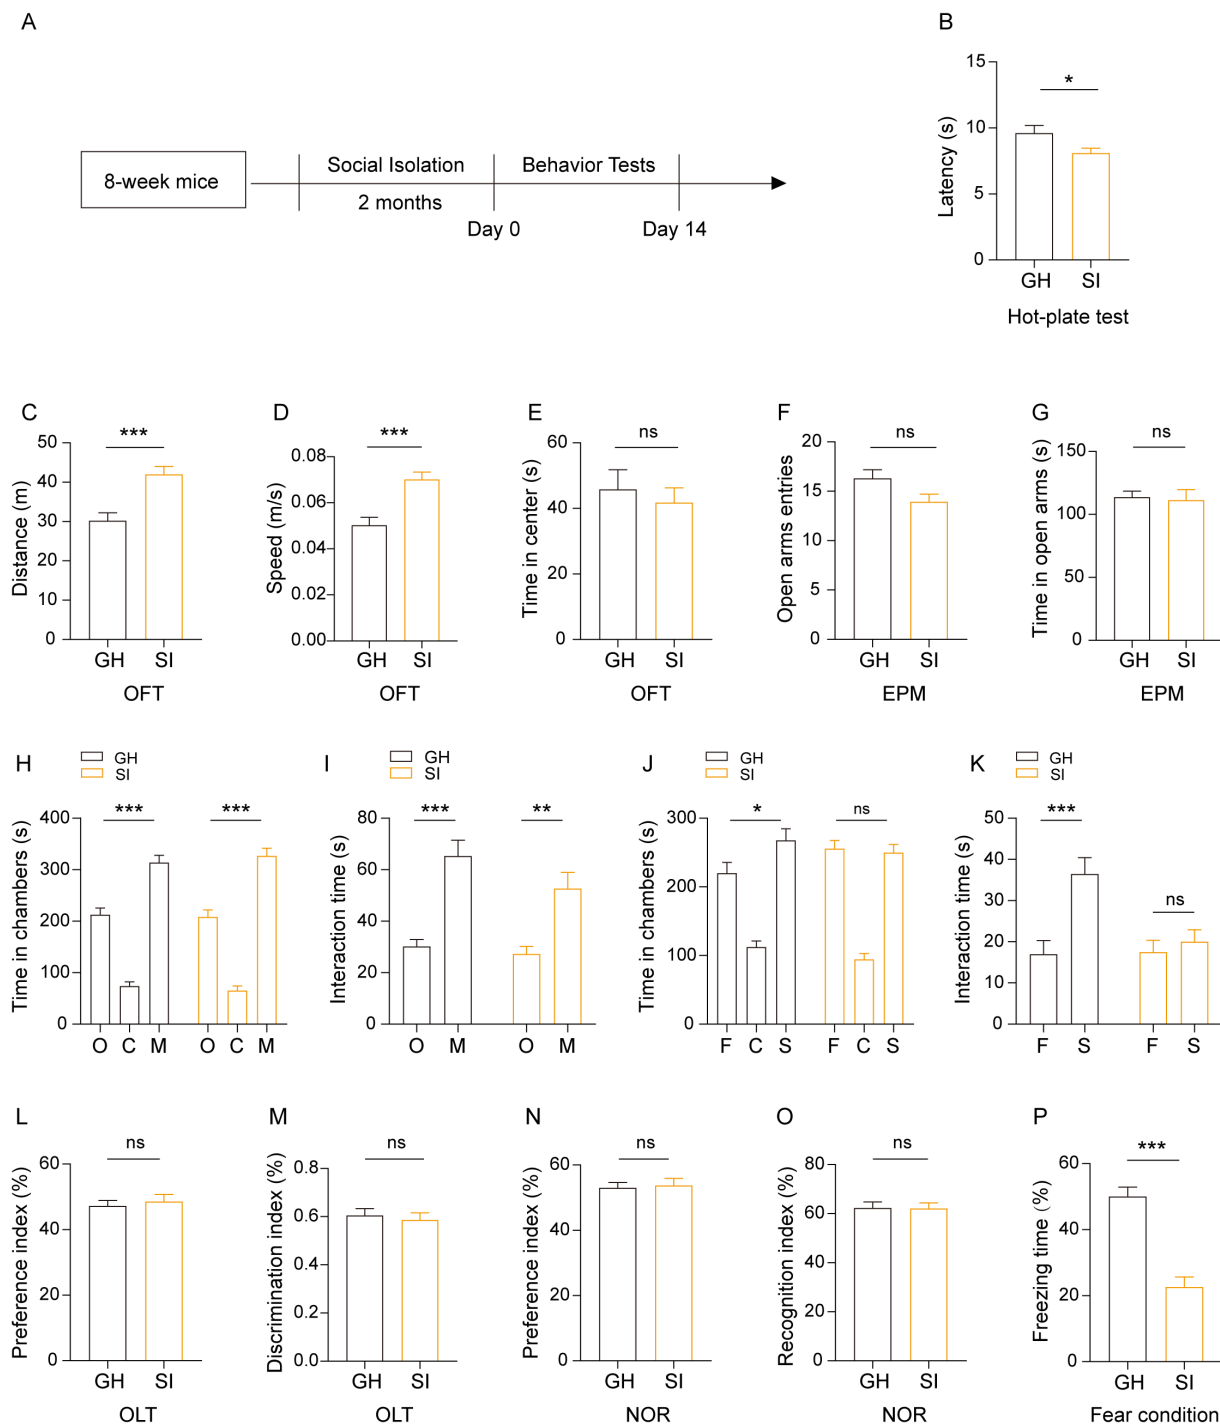 A
8-week mice
Social Isolation
2 months
Behavior Tests
Day 0
Day 14
B
Latency (s)
15
10
5
0
*
GH SI
Hot-plate test
C
Distance (m)
50
40
30
20
10
0
***
GH SI
OFT
D
Speed (m/s)
0.08
0.06
0.04
0.02
0.00
***
GH SI
OFT
E
Time in center (s)
60
40
20
0
ns
GH SI
OFT
F
Open arms entries
20
15
10
5
0
ns
GH SI
EPM
G
Time in open arms (s)
150
100
50
0
ns
GH SI
EPM
H
GH
SI
Time in chambers (s)
400
300
200
100
0
*** ***
O C M O C M
I
GH
SI
Interaction time (s)
80
60
40
20
0
*** **
O M O M
J
GH
SI
Time in chambers (s)
300
200
100
0
* ns
F C S F C S
K
GH
SI
Interaction time (s)
50
40
30
20
10
0
*** ns
F S F S
L
Preference index (%)
60
40
20
0
ns
GH SI
OLT
M
Discrimination index (%)
0.8
0.6
0.4
0.2
0.0
ns
GH SI
OLT
N
Preference index (%)
60
40
20
0
ns
GH SI
NOR
O
Recognition index (%)
80
60
40
20
0
ns
GH SI
NOR
P
Freezing time (%)
60
40
20
0
***
GH SI
Fear condition